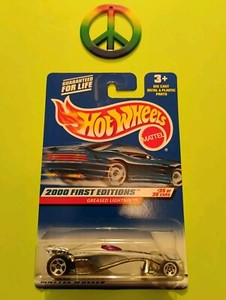 GUARANTEED
FOR LIFE
3+
DIE CAST
METAL & PLASTIC
PARTS
Hot Wheels
MATTEL
2000 FIRST EDITIONS
GREASED LIGHTNIN'